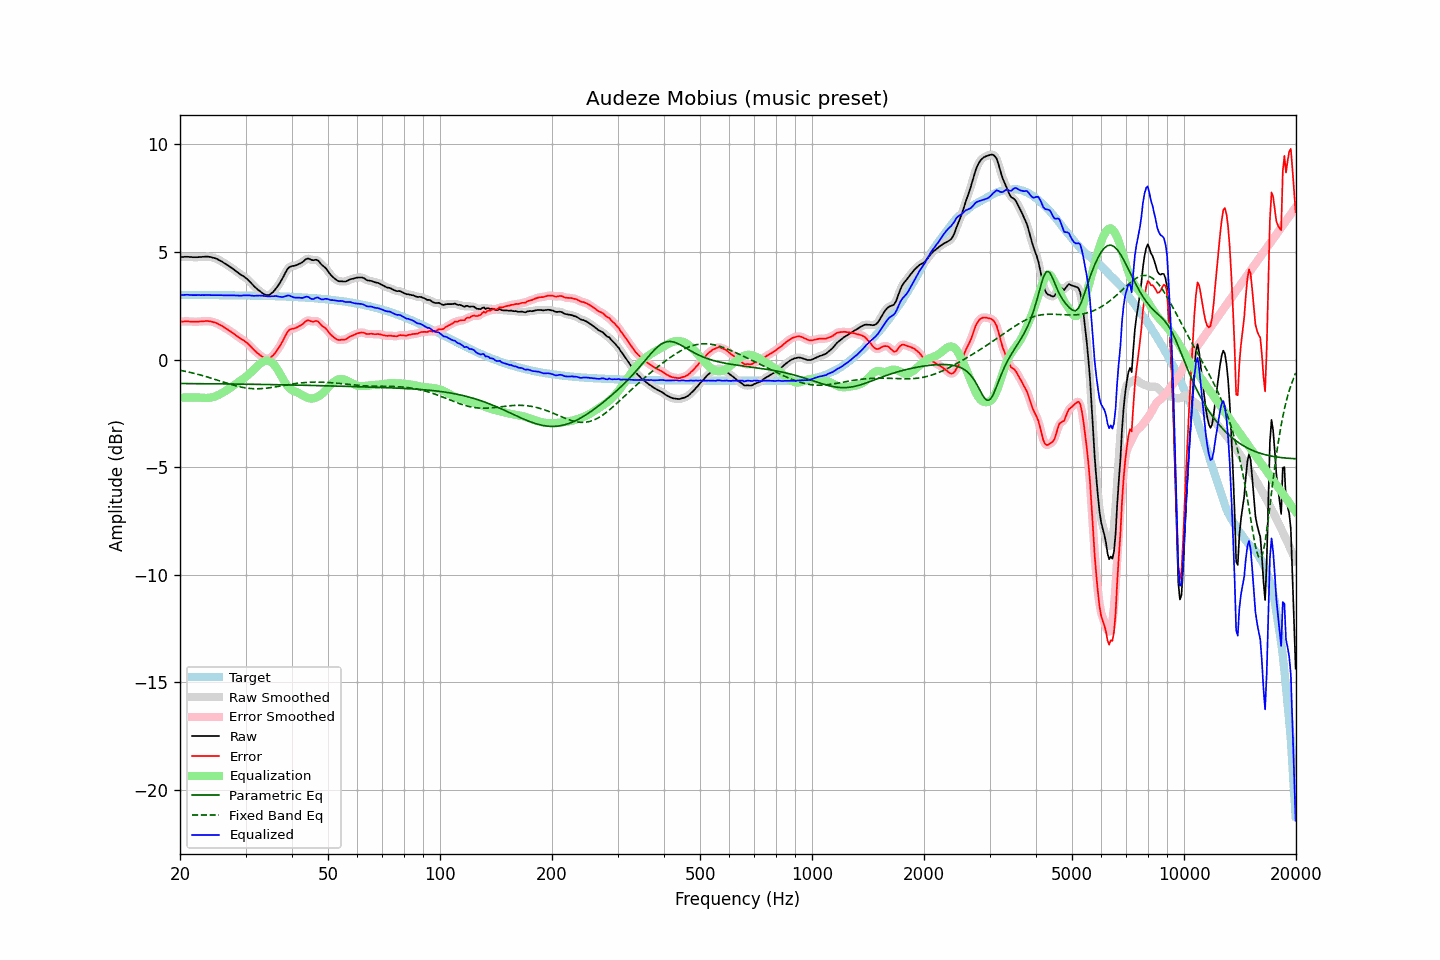 Audeze Mobius (music preset)
10
5
0
−5
−10
−15
−20
Amplitude (dBr)
Target
Raw Smoothed
Error Smoothed
Raw
Error
Equalization
Parametric Eq
Fixed Band Eq
Equalized
20 50 100 200 500 1000 2000 5000 10000 20000
Frequency (Hz)